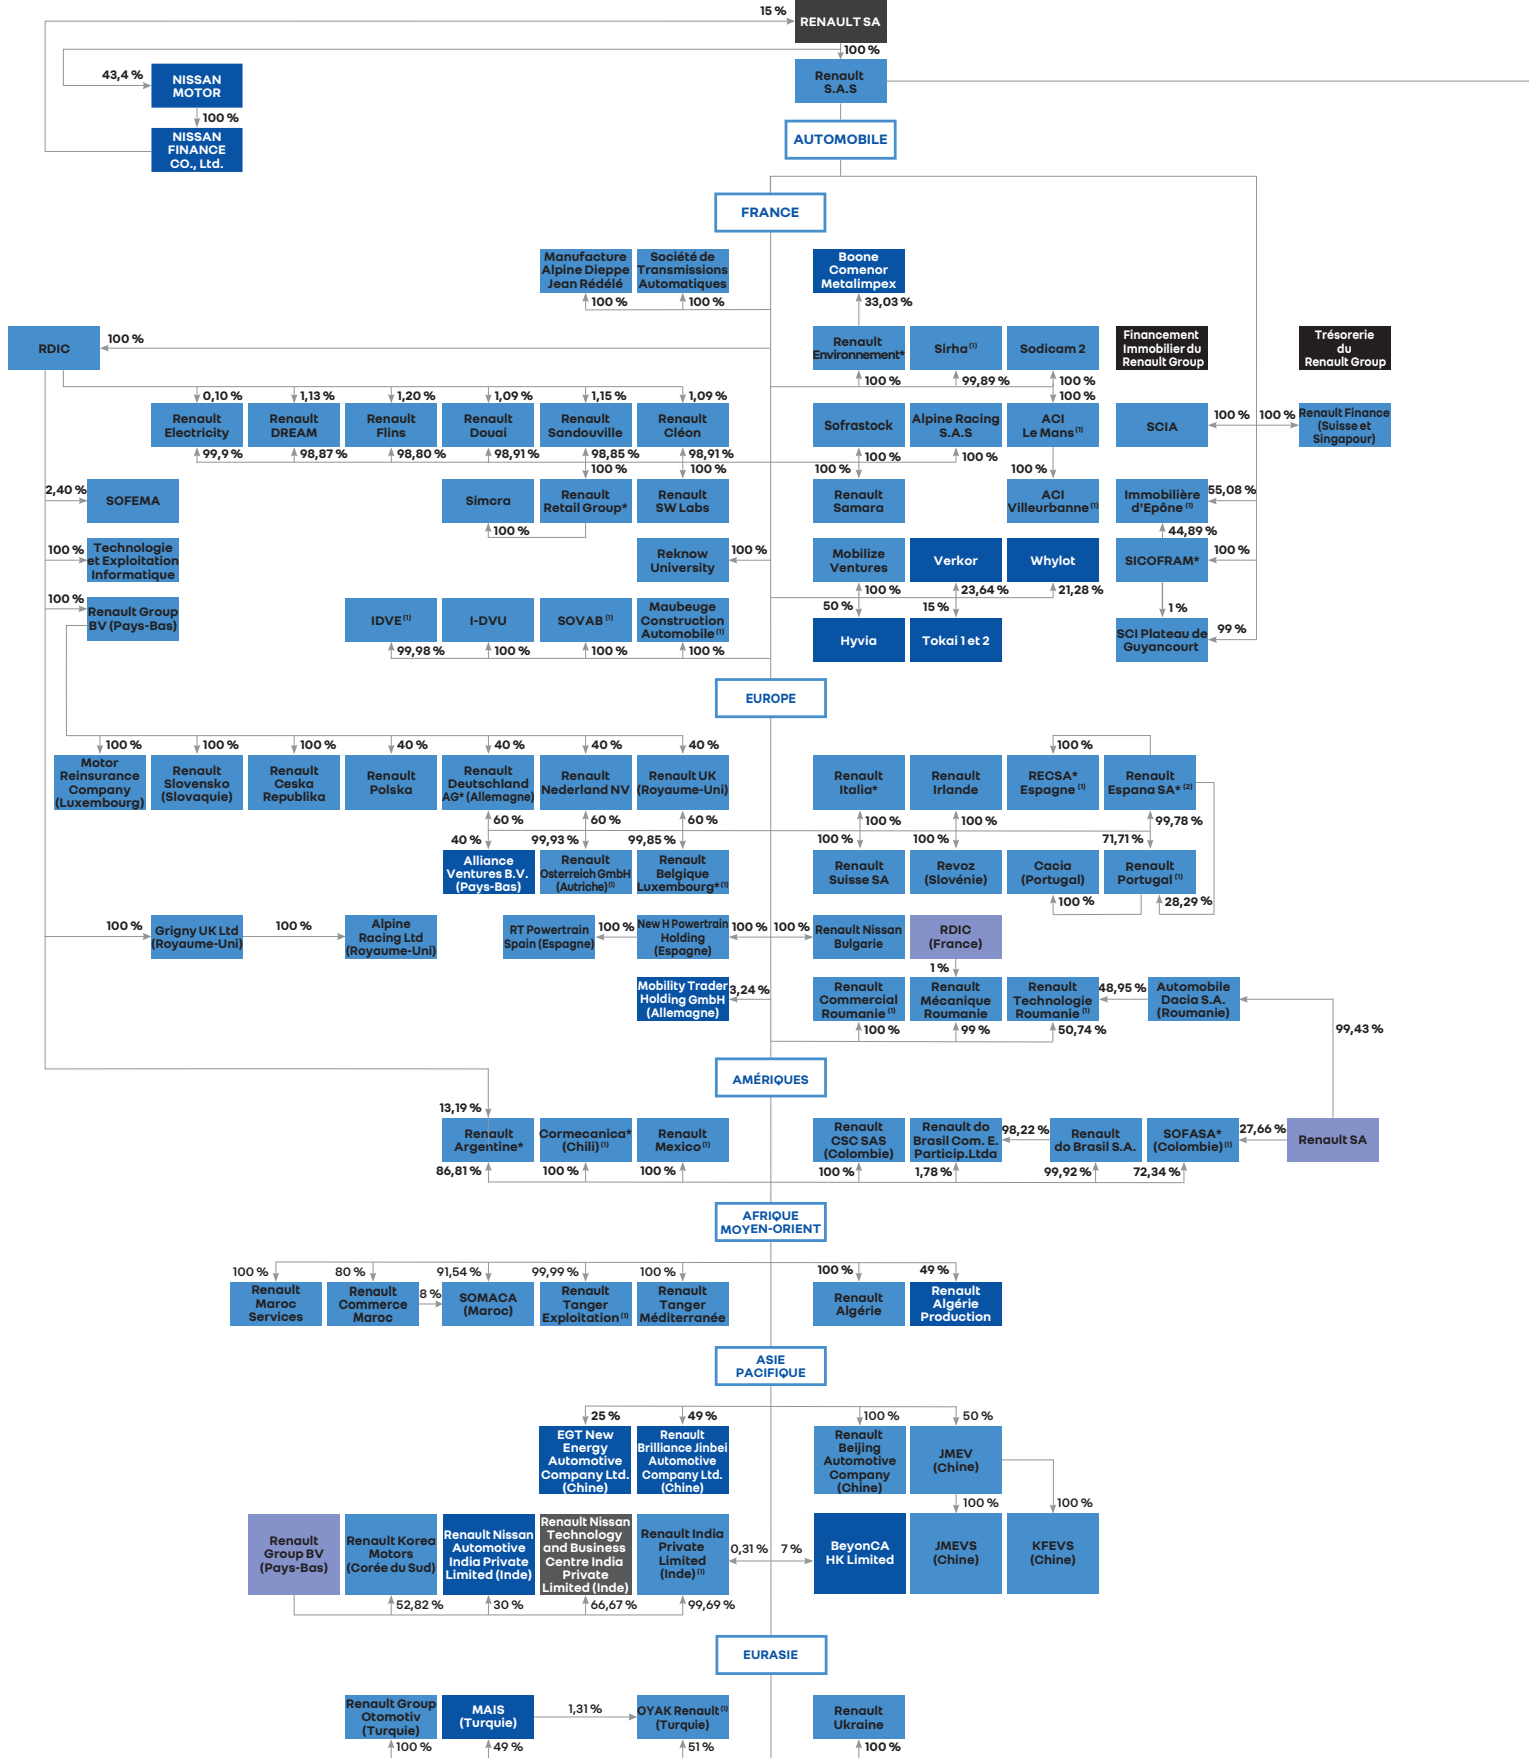 15 %
RENAULT SA
100 %
43,4 %
NISSAN
MOTOR
Renault
S.A.S
100 %
NISSAN
FINANCE
CO., Ltd.
AUTOMOBILE
FRANCE
Manufacture
Alpine Dieppe
Jean Rédélé
Société de
Transmissions
Automatiques
Boone
Comenor
Metalimpex
100 %
100 %
33,03 %
RDIC
100 %
Renault
Environnement*
Sirha (1)
Sodicam 2
Financement
Immobilier du
Renault Group
Trésorerie
du
Renault Group
100 %
99,89 %
100 %
0,10 %
1,13 %
1,20 %
1,09 %
1,15 %
1,09 %
100 %
Renault
Electricity
Renault
DREAM
Renault
Flins
Renault
Douai
Renault
Sandouville
Renault
Cléon
Sofrastock
Alpine Racing
S.A.S
ACI
Le Mans (1)
SCIA
100 %
100 %
Renault Finance
(Suisse et
Singapour)
99,9 %
98,87 %
98,80 %
98,91 %
98,85 %
98,91 %
100 %
100 %
100 %
100 %
100 %
100 %
2,40 %
SOFEMA
Simcra
Renault
Retail Group*
Renault
SW Labs
Renault
Samara
ACI
Villeurbanne (1)
Immobilière
d'Epône (1)
55,08 %
100 %
44,89 %
100 %
Technologie
et Exploitation
Informatique
Reknow
University
100 %
Mobilize
Ventures
Verkor
Whylot
SICOFRAM*
100 %
100 %
23,64 %
21,28 %
100 %
Renault Group
BV (Pays-Bas)
50 %
15 %
1 %
IDVE (1)
I-DVU
SOVAB (1)
Maubeuge
Construction
Automobile (1)
Hyvia
Tokai 1 et 2
SCI Plateau de
Guyancourt
99 %
99,98 %
100 %
100 %
100 %
EUROPE
100 %
100 %
100 %
40 %
40 %
40 %
40 %
100 %
Motor
Reinsurance
Company
(Luxembourg)
Renault
Slovensko
(Slovaquie)
Renault
Ceska
Republika
Renault
Polska
Renault
Deutschland
AG* (Allemagne)
Renault
Nederland NV
Renault UK
(Royaume-Uni)
Renault
Italia*
Renault
Irlande
RECSA*
Espagne (1)
Renault
Espana SA* (2)
60 %
60 %
60 %
100 %
100 %
99,78 %
40 %
99,93 %
99,85 %
100 %
100 %
71,71 %
Alliance
Ventures B.V.
(Pays-Bas)
Renault
Osterreich GmbH
(Autriche) (1)
Renault
Belgique
Luxembourg* (1)
Renault
Suisse SA
Revoz
(Slovénie)
Cacia
(Portugal)
Renault
Portugal (1)
100 %
28,29 %
100 %
Grigny UK Ltd
(Royaume-Uni)
100 %
Alpine
Racing Ltd
(Royaume-Uni)
RT Powertrain
Spain (Espagne)
100 %
New H Powertrain
Holding
(Espagne)
100 %
100 %
Renault Nissan
Bulgarie
RDIC
(France)
1 %
Mobility Trader
Holding GmbH
(Allemagne)
3,24 %
Renault
Commercial
Roumanie (1)
Renault
Mécanique
Roumanie
Renault
Technologie
Roumanie (1)
48,95 %
Automobile
Dacia S.A.
(Roumanie)
100 %
99 %
50,74 %
99,43 %
AMÉRIQUES
13,19 %
Renault
Argentine*
Cormecanica*
(Chili) (1)
Renault
Mexico (1)
Renault
CSC SAS
(Colombie)
Renault do
Brasil Com. E.
Particip.Ltda
98,22 %
Renault
do Brasil S.A.
SOFASA*
(Colombie) (1)
27,66 %
Renault SA
86,81 %
100 %
100 %
100 %
1,78 %
99,92 %
72,34 %
AFRIQUE
MOYEN-ORIENT
100 %
80 %
91,54 %
99,99 %
100 %
100 %
49 %
Renault
Maroc
Services
Renault
Commerce
Maroc
8 %
SOMACA
(Maroc)
Renault
Tanger
Exploitation (1)
Renault
Tanger
Méditerranée
Renault
Algérie
Renault
Algérie
Production
ASIE
PACIFIQUE
25 %
49 %
100 %
50 %
EGT New
Energy
Automotive
Company Ltd.
(Chine)
Renault
Brilliance Jinbei
Automotive
Company Ltd.
(Chine)
Renault
Beijing
Automotive
Company
(Chine)
JMEV
(Chine)
100 %
100 %
Renault
Group BV
(Pays-Bas)
Renault Korea
Motors
(Corée du Sud)
Renault Nissan
Automotive
India Private
Limited (Inde)
Renault Nissan
Technology
and Business
Centre India
Private
Limited (Inde)
Renault India
Private
Limited
(Inde) (1)
0,31 %
7 %
BeyonCA
HK Limited
JMEVS
(Chine)
KFEVS
(Chine)
52,82 %
30 %
66,67 %
99,69 %
EURASIE
Renault Group
Otomotiv
(Turquie)
MAIS
(Turquie)
1,31 %
OYAK Renault (1)
(Turquie)
Renault
Ukraine
100 %
49 %
51 %
100 %